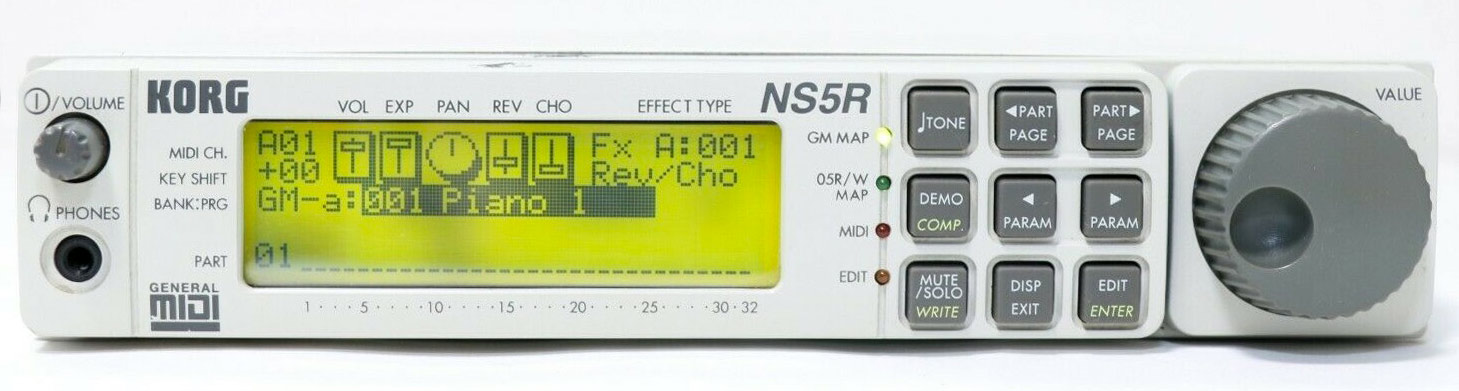 /VOLUME
PHONES
KORG
VOL EXP PAN REV CHO EFFECT TYPE
NS5R
MIDI CH.
KEY SHIFT
BANK:PRG
PART
GENERAL
MIDI
A01 Fx A:001
+00 Rev/Cho
GM-a:001 Piano 1
01
1 · · · 5 · · · · 10 · · · · 15 · · · · 20 · · · · 25 · · · · 30 · 32
GM MAP
05R/W
MAP
MIDI
EDIT
♩TONE
◀PART
PAGE
PART▶
PAGE
DEMO
COMP.
◀
PARAM
▶
PARAM
MUTE
/SOLO
WRITE
DISP
EXIT
EDIT
ENTER
VALUE